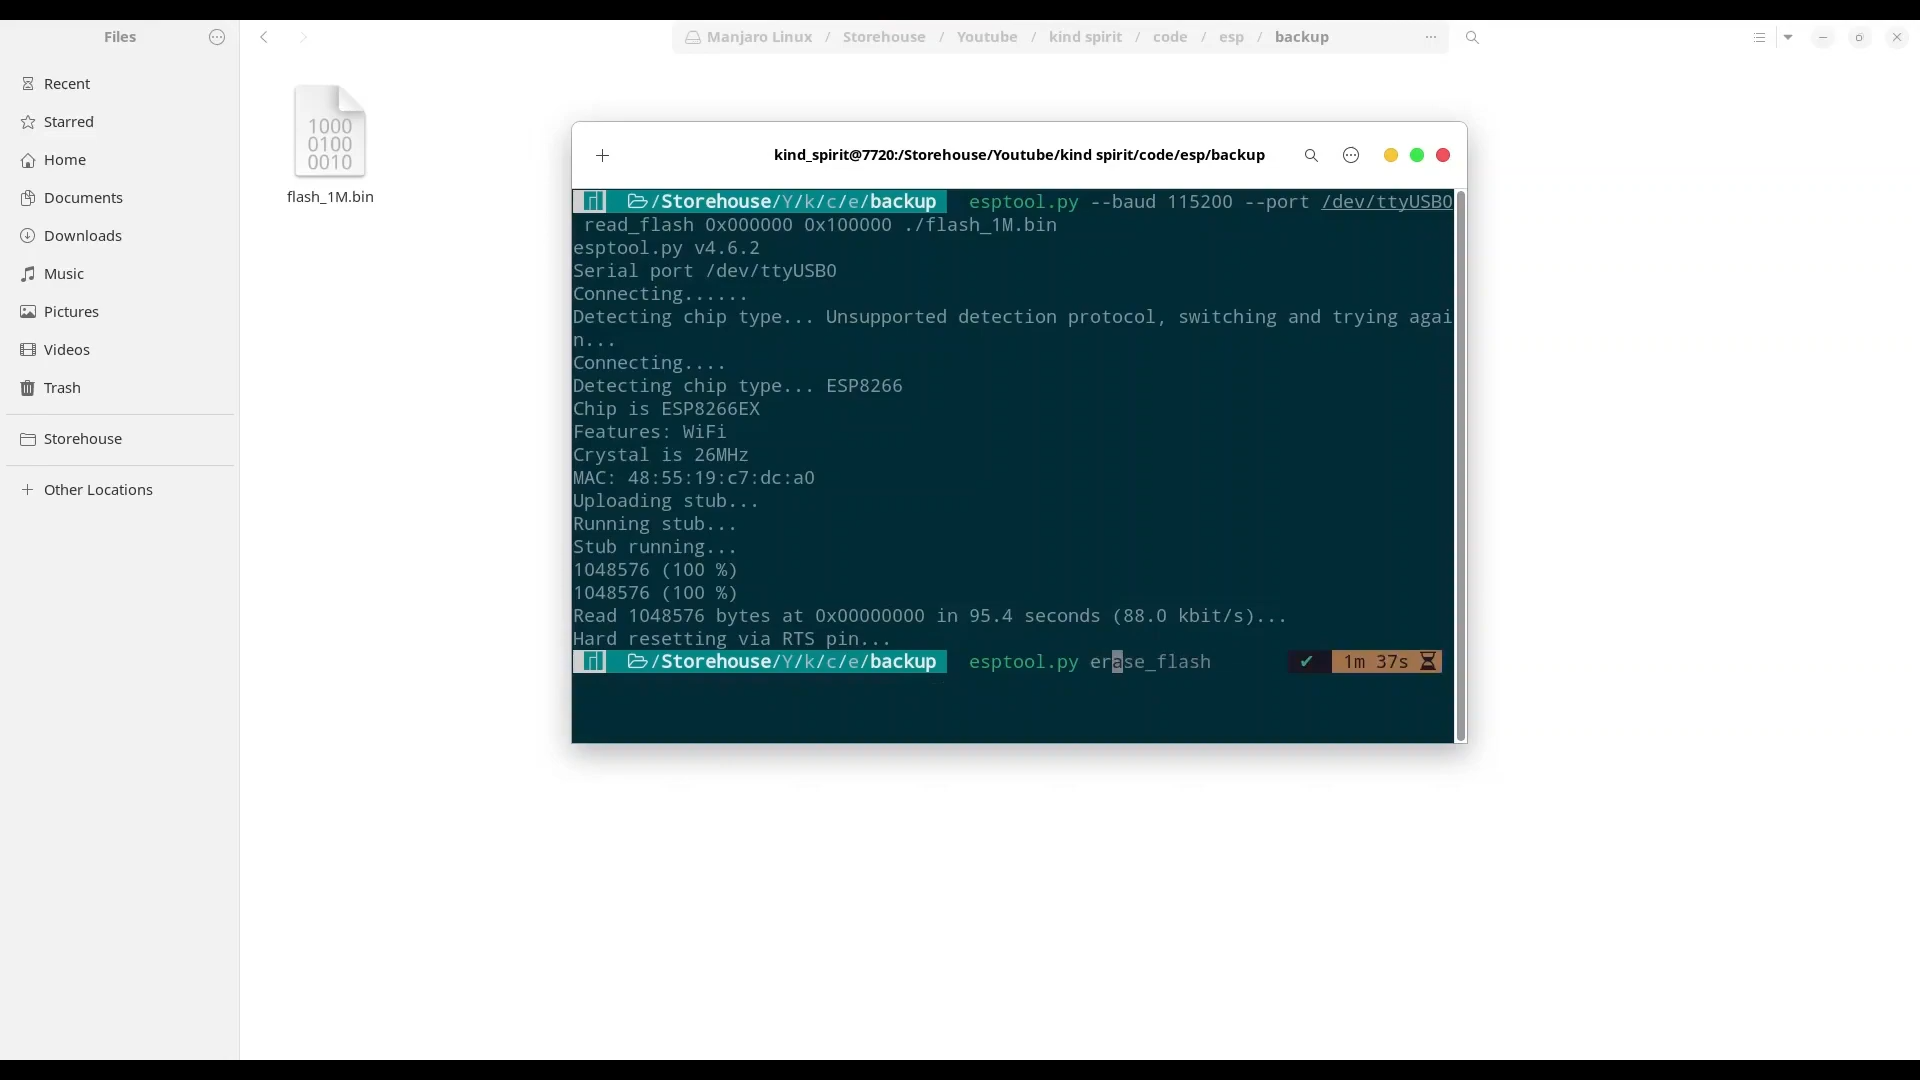 Files
Manjaro Linux / Storehouse / Youtube / kind spirit / code / esp / backup
Recent
Starred
Home
Documents
Downloads
Music
Pictures
Videos
Trash
Storehouse
Other Locations
1000
0100
0010
flash_1M.bin
kind_spirit@7720:/Storehouse/Youtube/kind spirit/code/esp/backup
/Storehouse/Y/k/c/e/backup esptool.py --baud 115200 --port /dev/ttyUSB0
read_flash 0x000000 0x100000 ./flash_1M.bin
esptool.py v4.6.2
Serial port /dev/ttyUSB0
Connecting......
Detecting chip type... Unsupported detection protocol, switching and trying agai
n...
Connecting....
Detecting chip type... ESP8266
Chip is ESP8266EX
Features: WiFi
Crystal is 26MHz
MAC: 48:55:19:c7:dc:a0
Uploading stub...
Running stub...
Stub running...
1048576 (100 %)
1048576 (100 %)
Read 1048576 bytes at 0x00000000 in 95.4 seconds (88.0 kbit/s)...
Hard resetting via RTS pin...
/Storehouse/Y/k/c/e/backup esptool.py erase_flash ✔ 1m 37s